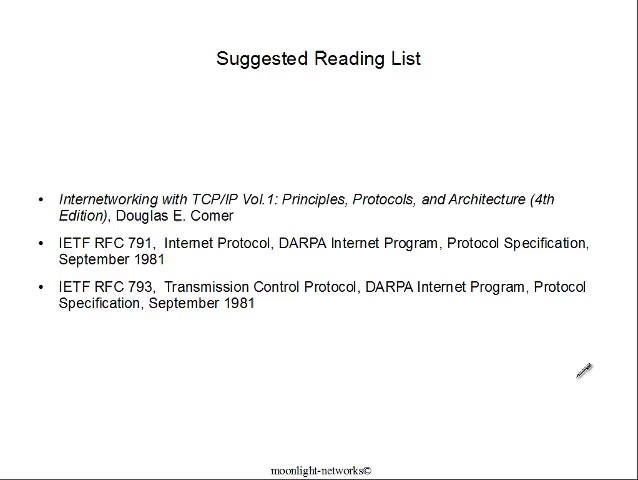 Suggested Reading List
• Internetworking with TCP/IP Vol.1: Principles, Protocols, and Architecture (4th
Edition), Douglas E. Comer
• IETF RFC 791, Internet Protocol, DARPA Internet Program, Protocol Specification,
September 1981
• IETF RFC 793, Transmission Control Protocol, DARPA Internet Program, Protocol
Specification, September 1981
moonlight-networks©